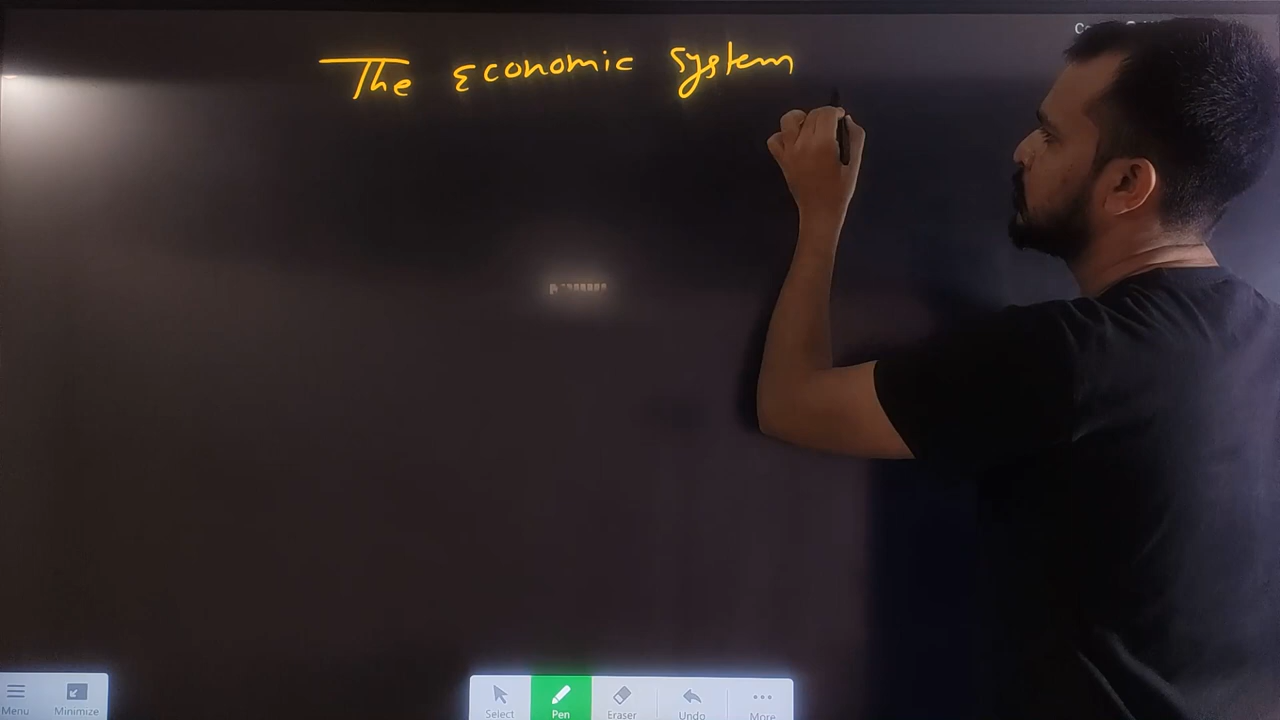 The Economic System
Menu
Minimize
Select
Pen
Eraser
Undo
More